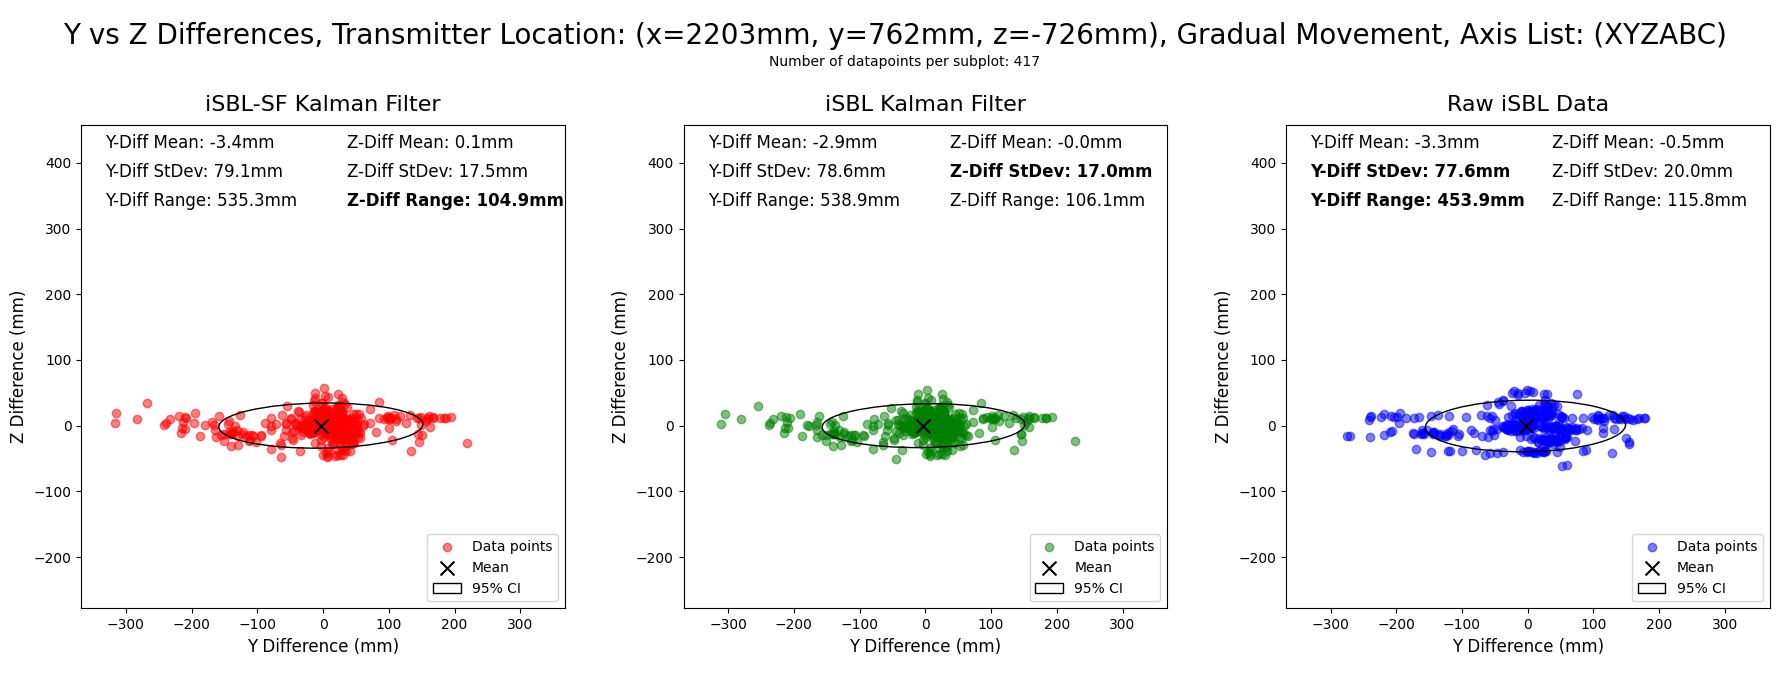 Y vs Z Differences, Transmitter Location: (x=2203mm, y=762mm, z=-726mm), Gradual Movement, Axis List: (XYZABC)
Number of datapoints per subplot: 417
iSBL-SF Kalman Filter
Y-Diff Mean: -3.4mm Z-Diff Mean: 0.1mm
Y-Diff StDev: 79.1mm Z-Diff StDev: 17.5mm
Y-Diff Range: 535.3mm Z-Diff Range: 104.9mm
400
300
200
100
0
−100
−200
Z Difference (mm)
Data points
Mean
95% CI
−300 −200 −100 0 100 200 300
Y Difference (mm)
iSBL Kalman Filter
Y-Diff Mean: -2.9mm Z-Diff Mean: -0.0mm
Y-Diff StDev: 78.6mm Z-Diff StDev: 17.0mm
Y-Diff Range: 538.9mm Z-Diff Range: 106.1mm
400
300
200
100
0
−100
−200
Z Difference (mm)
Data points
Mean
95% CI
−300 −200 −100 0 100 200 300
Y Difference (mm)
Raw iSBL Data
Y-Diff Mean: -3.3mm Z-Diff Mean: -0.5mm
Y-Diff StDev: 77.6mm Z-Diff StDev: 20.0mm
Y-Diff Range: 453.9mm Z-Diff Range: 115.8mm
400
300
200
100
0
−100
−200
Z Difference (mm)
Data points
Mean
95% CI
−300 −200 −100 0 100 200 300
Y Difference (mm)